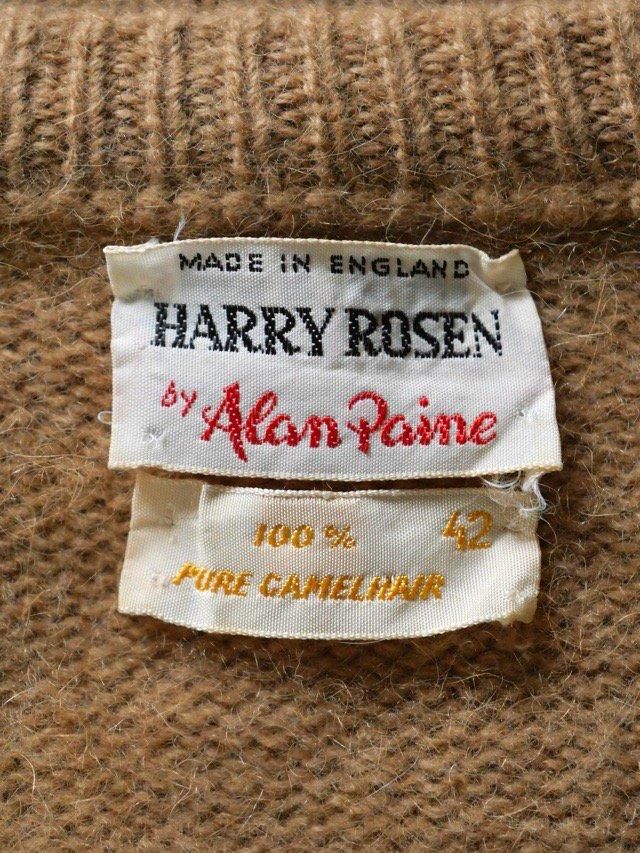 MADE IN ENGLAND
HARRY ROSEN
by Alan Paine
100% 42
PURE CAMELHAIR